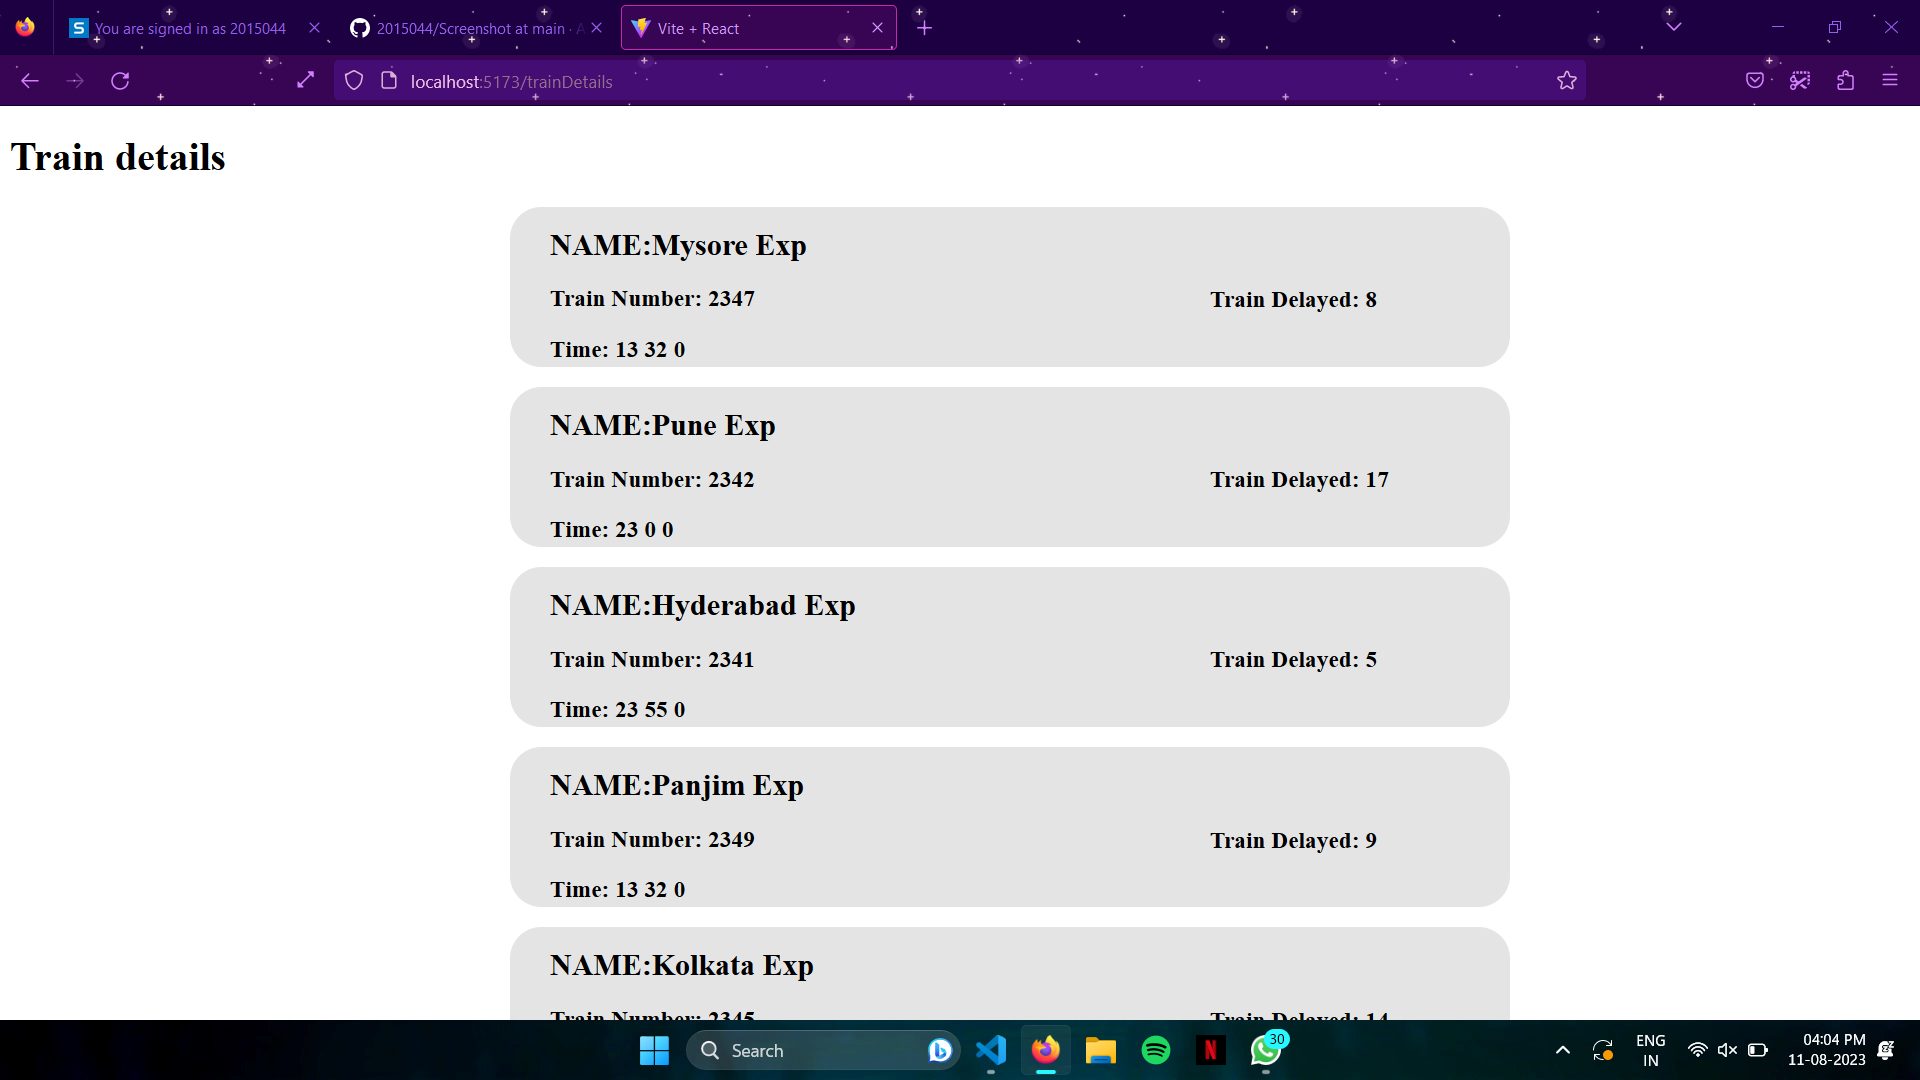 You are signed in as 2015044
2015044/Screenshot at main · A
Vite + React
localhost:5173/trainDetails
Train details
NAME:Mysore Exp
Train Number: 2347
Train Delayed: 8
Time: 13 32 0
NAME:Pune Exp
Train Number: 2342
Train Delayed: 17
Time: 23 0 0
NAME:Hyderabad Exp
Train Number: 2341
Train Delayed: 5
Time: 23 55 0
NAME:Panjim Exp
Train Number: 2349
Train Delayed: 9
Time: 13 32 0
NAME:Kolkata Exp
Train Number: 2345
Train Delayed: 14
Search
30
ENG
IN
04:04 PM
11-08-2023